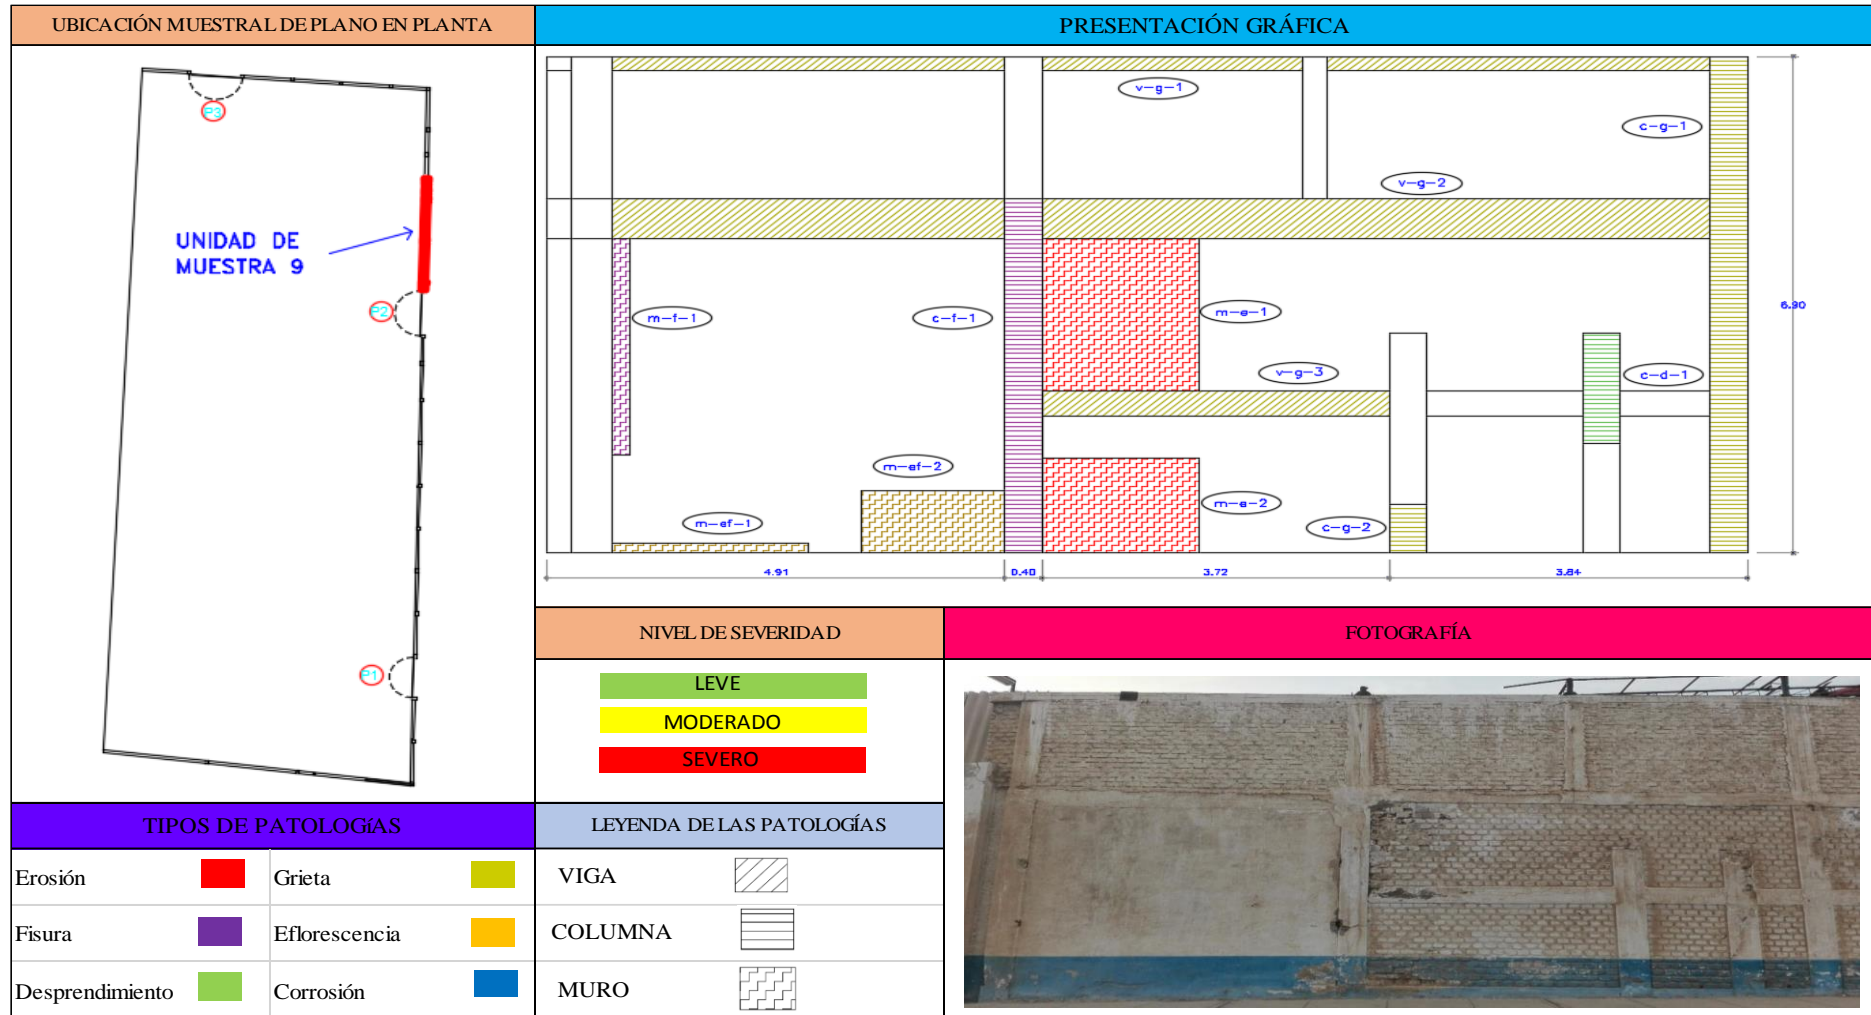 UBICACIÓN MUESTRAL DE PLANO EN PLANTA
PRESENTACIÓN GRÁFICA
P3
UNIDAD DE
MUESTRA 9
P2
P1
v-g-1
c-g-1
v-g-2
m-f-1
c-f-1
m-e-1
6.90
v-g-3
c-d-1
m-ef-2
m-e-2
m-ef-1
c-g-2
4.91
0.40
3.72
3.84
NIVEL DE SEVERIDAD
FOTOGRAFÍA
LEVE
MODERADO
SEVERO
TIPOS DE PATOLOGíAS
LEYENDA DE LAS PATOLOGÍAS
Erosión
Grieta
VIGA
Fisura
Eflorescencia
COLUMNA
Desprendimiento
Corrosión
MURO